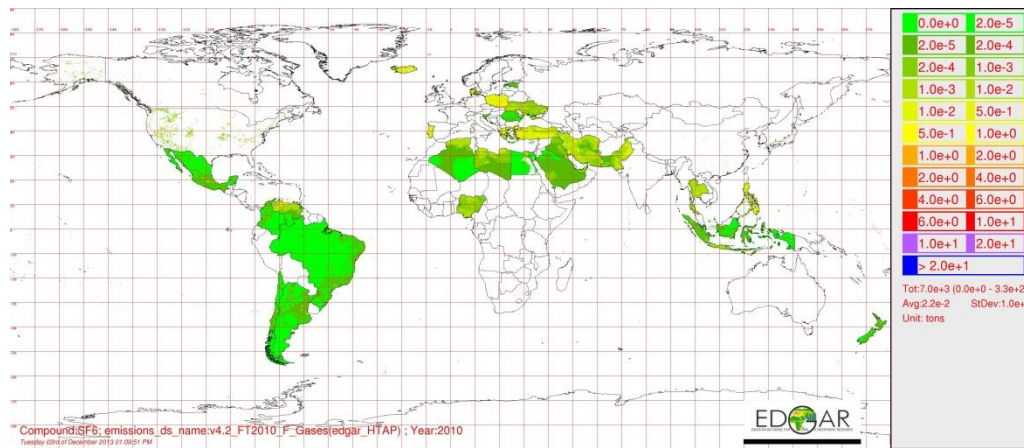 0.0e+0 2.0e-5
2.0e-5 2.0e-4
2.0e-4 1.0e-3
1.0e-3 1.0e-2
1.0e-2 5.0e-1
5.0e-1 1.0e+0
1.0e+0 2.0e+0
2.0e+0 4.0e+0
4.0e+0 6.0e+0
6.0e+0 1.0e+1
1.0e+1 2.0e+1
> 2.0e+1
Tot:7.0e+3 (0.0e+0 - 3.3e+2
Avg:2.2e-2 StDev:1.0e+
Unit: tons
EDGAR
Compound:SF6; emissions_ds_name:v4.2_FT2010_F_Gases(edgar_HTAP) ; Year:2010
Tuesday 03rd of December 2013 01:09:51 PM